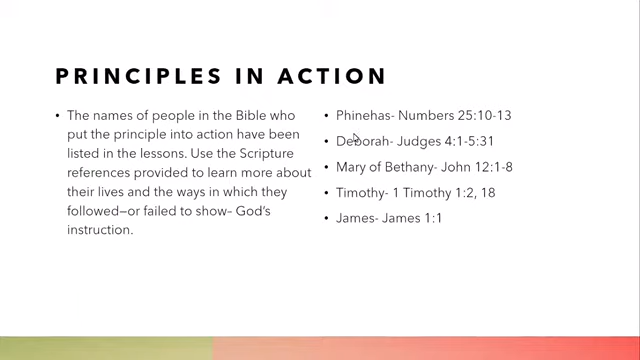 PRINCIPLES IN ACTION
• The names of people in the Bible who
put the principle into action have been
listed in the lessons. Use the Scripture
references provided to learn more about
their lives and the ways in which they
followed—or failed to show– God's
instruction.
• Phinehas- Numbers 25:10-13
• Deborah- Judges 4:1-5:31
• Mary of Bethany- John 12:1-8
• Timothy- 1 Timothy 1:2, 18
• James- James 1:1